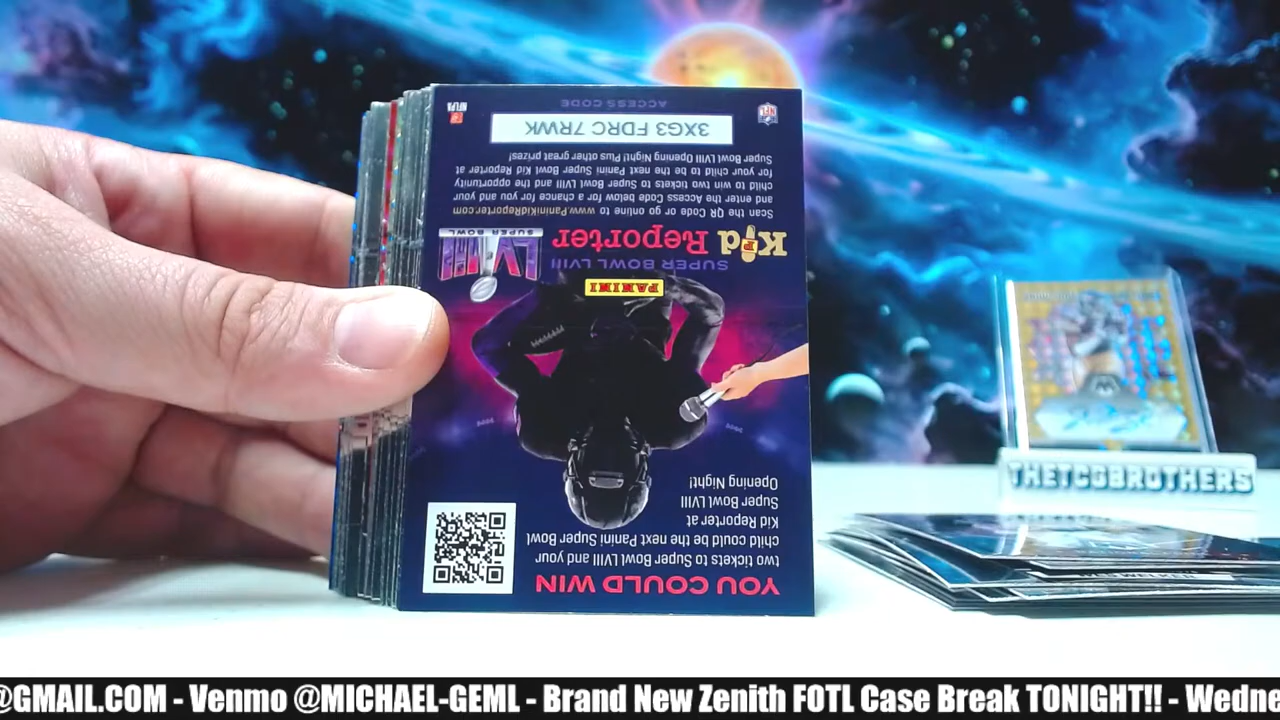 YOU COULD WIN
two tickets to Super Bowl LVIII and your
child could be the next Panini Super Bowl
Kid Reporter at
Super Bowl LVIII
Opening Night!
PANINI
SUPER BOWL LVIII
Kid Reporter
LVIII
SUPER BOWL
Scan the QR Code or go online to www.PaniniKidReporter.com
and enter the Access Code below for a chance for you and your
child to win two tickets to Super Bowl LVIII and the opportunity
for your child to be the next Panini Super Bowl Kid Reporter at
Super Bowl LVIII Opening Night! Plus other great prizes!
3XG3 FDRC 7RWK
ACCESS CODE
NFL
NFLPA
THETCGBROTHERS
@GMAIL.COM - Venmo @MICHAEL-GEML - Brand New Zenith FOTL Case Break TONIGHT!! - Wedne